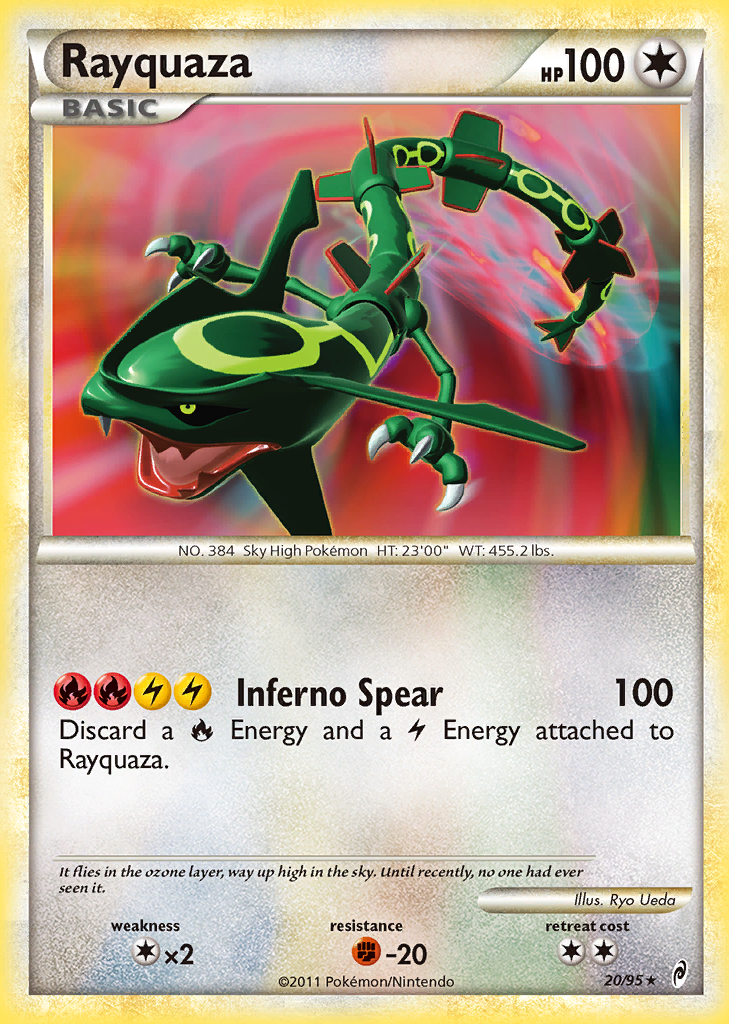 Rayquaza HP100
BASIC
NO. 384 Sky High Pokémon HT: 23'00" WT: 455.2 lbs.
Inferno Spear 100
Discard a Energy and a Energy attached to
Rayquaza.
It flies in the ozone layer, way up high in the sky. Until recently, no one had ever
seen it.
Illus. Ryo Ueda
weakness resistance retreat cost
×2 -20
©2011 Pokémon/Nintendo 20/95★